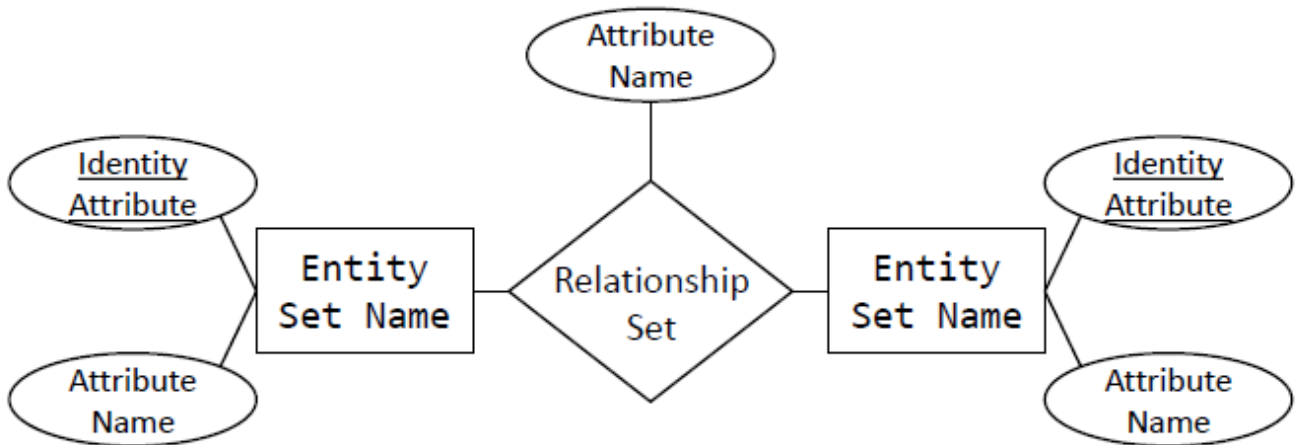 Attribute
Name
Identity
Attribute
Entity
Set Name
Attribute
Name
Relationship
Set
Entity
Set Name
Identity
Attribute
Attribute
Name